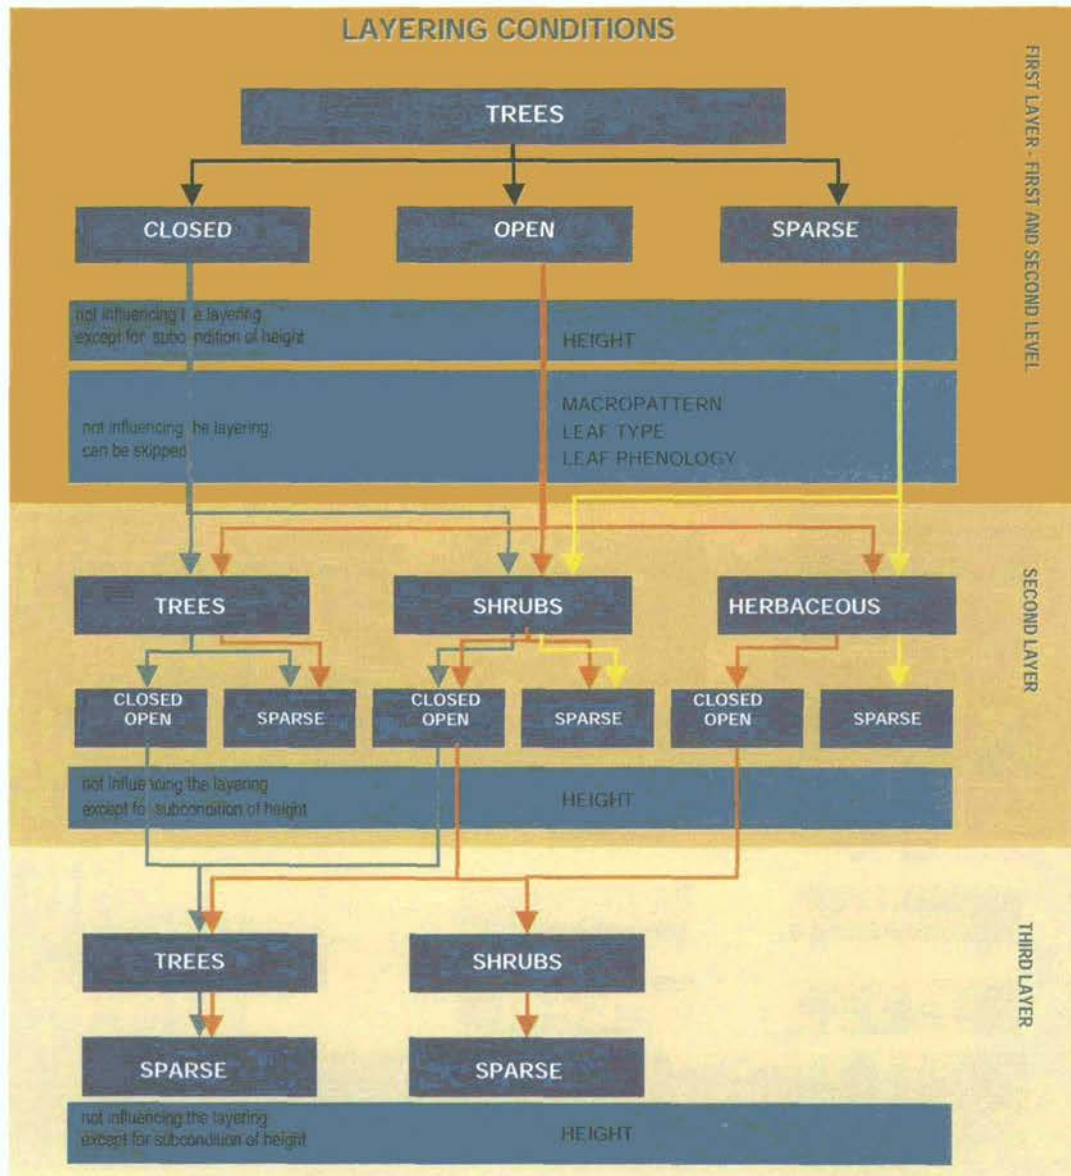 LAYERING CONDITIONS
FIRST LAYER - FIRST AND SECOND LEVEL
TREES
CLOSED
OPEN
SPARSE
not influencing the layering
except for subcondition of height
HEIGHT
not influencing the layering
can be skipped
MACROPATTERN
LEAF TYPE
LEAF PHENOLOGY
SECOND LAYER
TREES
SHRUBS
HERBACEOUS
CLOSED
OPEN
SPARSE
CLOSED
OPEN
SPARSE
CLOSED
OPEN
SPARSE
not influencing the layering
except for subcondition of height
HEIGHT
THIRD LAYER
TREES
SHRUBS
SPARSE
SPARSE
not influencing the layering
except for subcondition of height
HEIGHT